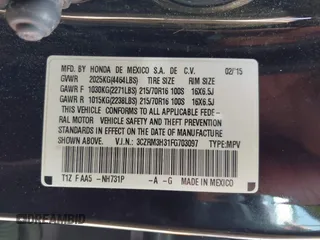 MFD. BY HONDA DE MEXICO S.A. DE C.V. 02/'15
GVWR 2025KG(4464LBS) TIRE SIZE RIM SIZE
GAWR F 1030KG(2271LBS) 215/70R16 100S 16X6.5J
GAWR R 1015KG(2238LBS) 215/70R16 100S 16X6.5J
THIS VEHICLE CONFORMS TO ALL APPLICABLE FEDERAL
MOTOR VEHICLE SAFETY AND THEFT PREVENTION
STANDARDS IN EFFECT ON THE DATE OF MANUFACTURE
SHOWN ABOVE. V.I.N.: 3CZRM3H31FG703097 TYPE:MPV
T1Z F AA5 -NH731P -A -G MADE IN MEXICO
DREAMBID